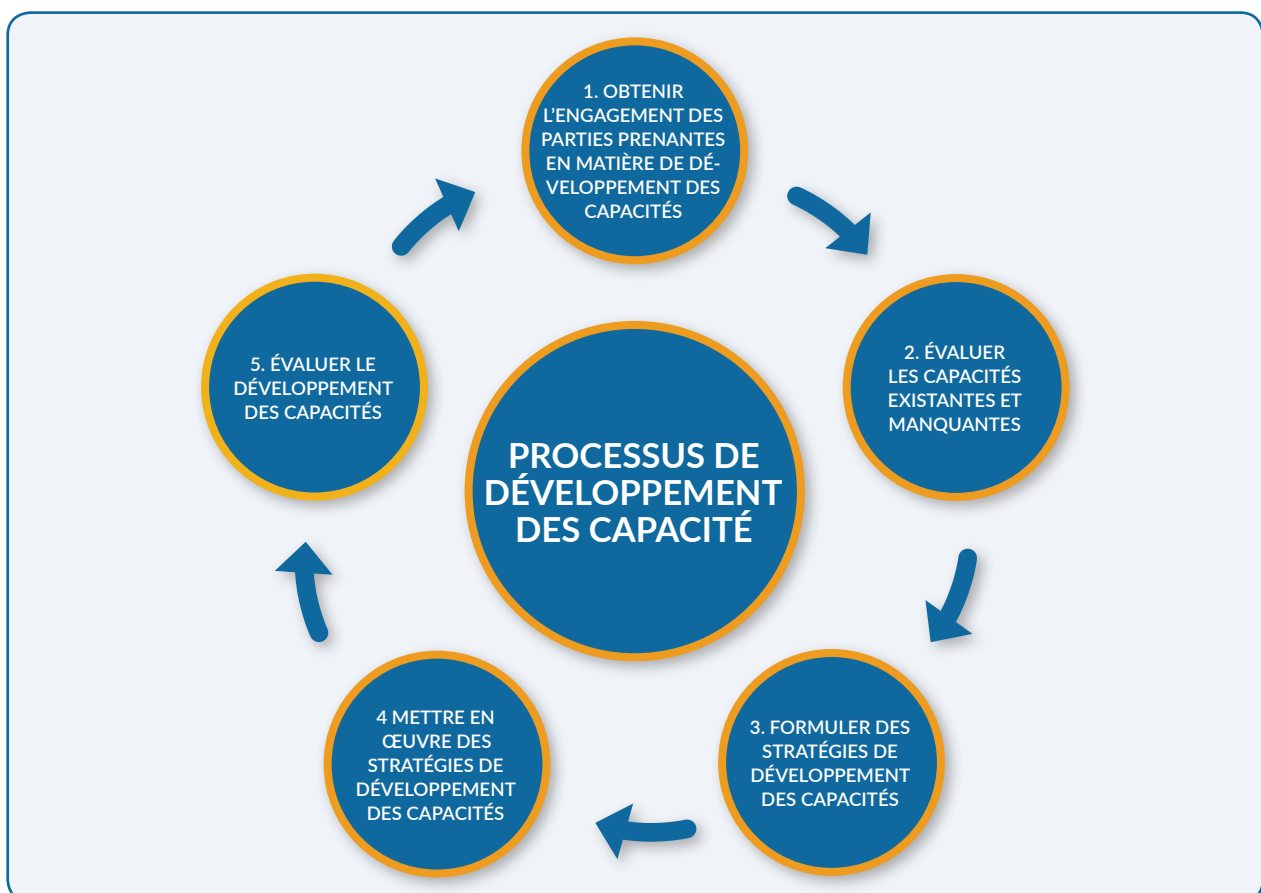 1. OBTENIR
L'ENGAGEMENT DES
PARTIES PRENANTES
EN MATIÈRE DE DÉ-
VELOPPEMENT DES
CAPACITÉS
2. ÉVALUER
LES CAPACITÉS
EXISTANTES ET
MANQUANTES
3. FORMULER DES
STRATÉGIES DE
DÉVELOPPEMENT
DES CAPACITÉS
4 METTRE EN
ŒUVRE DES
STRATÉGIES DE
DÉVELOPPEMENT
DES CAPACITÉS
5. ÉVALUER LE
DÉVELOPPEMENT
DES CAPACITÉS
PROCESSUS DE
DÉVELOPPEMENT
DES CAPACITÉ